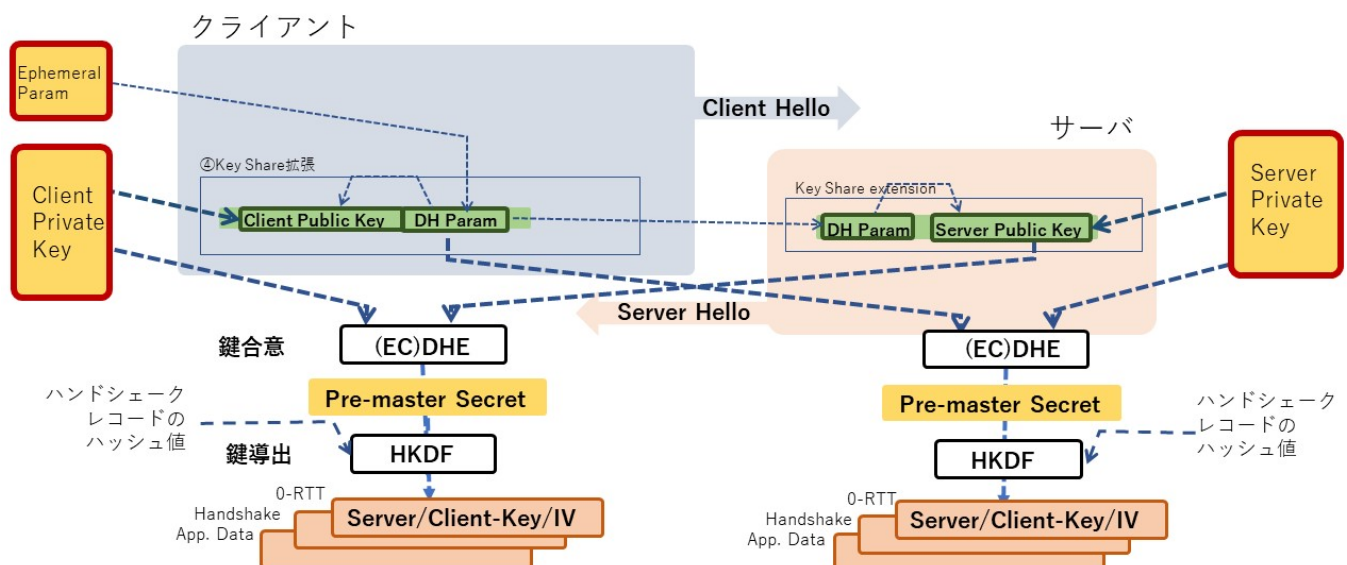 クライアント
Ephemeral
Param
Client Hello
サーバ
④Key Share拡張
Client
Private
Key
Client Public Key
DH Param
Key Share extension
DH Param
Server Public Key
Server
Private
Key
Server Hello
鍵合意
(EC)DHE
(EC)DHE
Pre-master Secret
Pre-master Secret
ハンドシェーク
レコードの
ハッシュ値
ハンドシェーク
レコードの
ハッシュ値
鍵導出
HKDF
HKDF
0-RTT
Handshake
App. Data
Server/Client-Key/IV
0-RTT
Handshake
App. Data
Server/Client-Key/IV